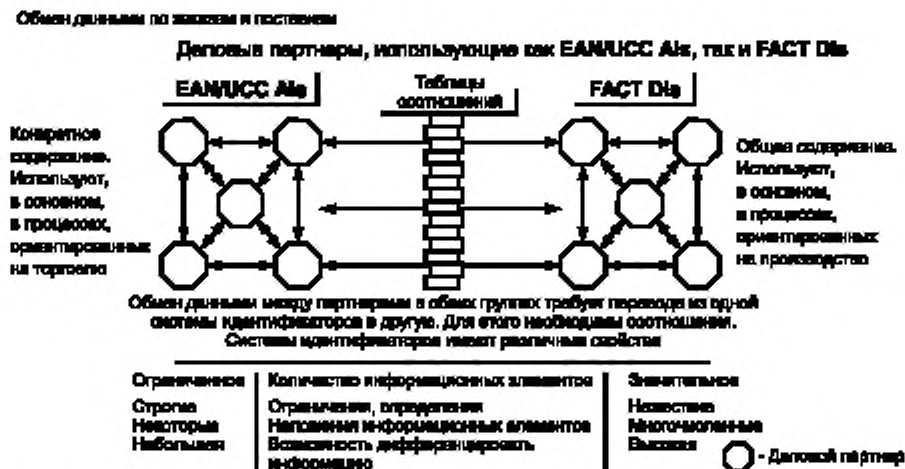 Обмен данными по заказам и поставкам
Деловые партнеры, использующие как EAN/UCC AIs, так и FACT DIs
EAN/UCC AIs
Таблицы
соотношений
FACT DIs
Конкретное
содержание.
Используют,
в основном,
в процессах,
ориентированных
на торговлю
Общее содержание.
Используют,
в основном,
в процессах,
ориентированных
на производство
Обмен данными между партнерами в обеих группах требует перевода из одной
системы идентификаторов в другую. Для этого необходимы соотношения.
Системы идентификаторов имеют различные свойства
Ограниченное
Количество информационных элементов
Значительное
Строгие
Ограничения, определения
Нежесткие
Некоторые
Наложения информационных элементов
Многочисленные
Небольшая
Возможность дифференцировать
информацию
Высокая
- Деловой партнер